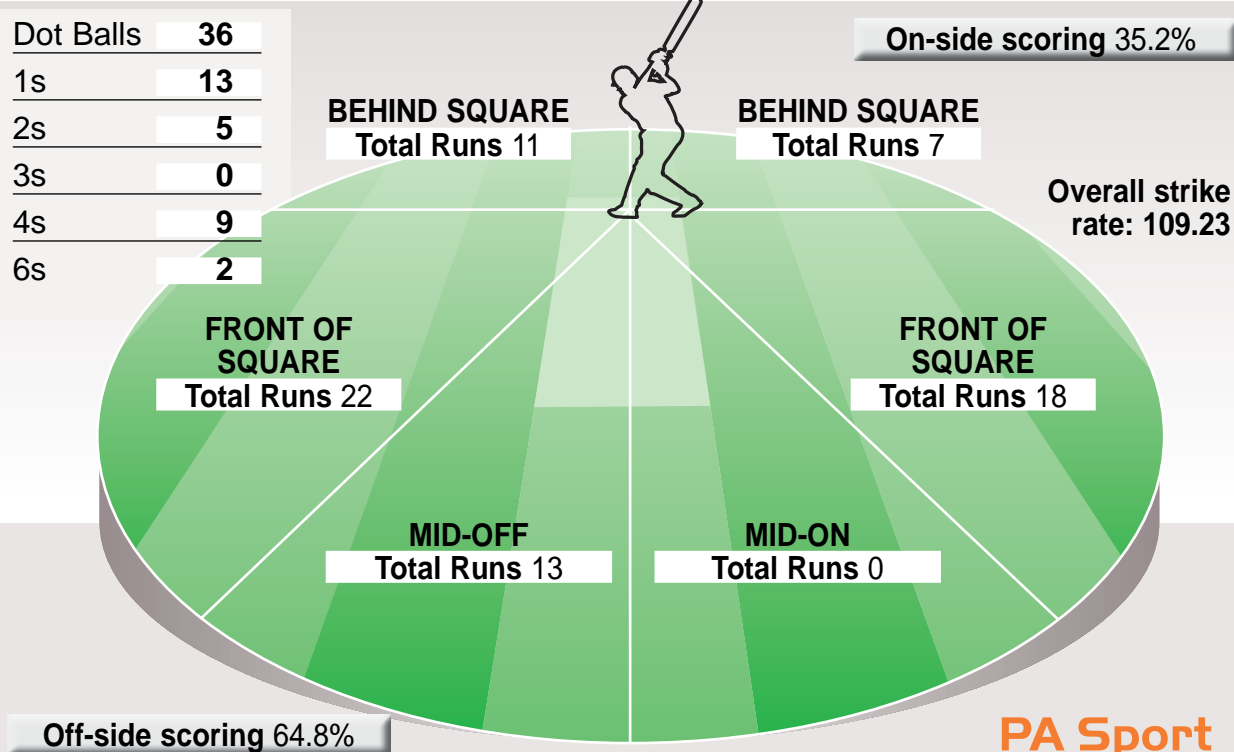 Dot Balls 36
1s 13
2s 5
3s 0
4s 9
6s 2
On-side scoring 35.2%
BEHIND SQUARE
Total Runs 11
BEHIND SQUARE
Total Runs 7
Overall strike
rate: 109.23
FRONT OF
SQUARE
Total Runs 22
FRONT OF
SQUARE
Total Runs 18
MID-OFF
Total Runs 13
MID-ON
Total Runs 0
Off-side scoring 64.8%
PA Sport